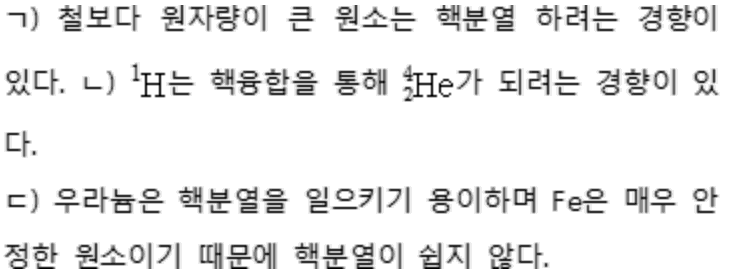 ㄱ) 철보다 원자량이 큰 원소는 핵분열 하려는 경향이
있다. ㄴ) ¹H는 핵융합을 통해 ⁴₂He가 되려는 경향이 있
다.
ㄷ) 우라늄은 핵분열을 일으키기 용이하며 Fe은 매우 안
정한 원소이기 때문에 핵분열이 쉽지 않다.